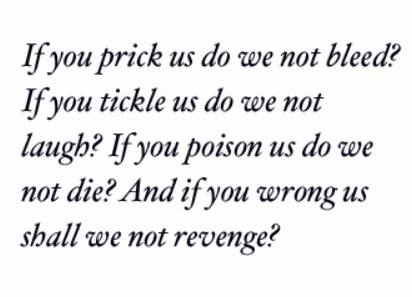 If you prick us do we not bleed?
If you tickle us do we not
laugh? If you poison us do we
not die? And if you wrong us
shall we not revenge?